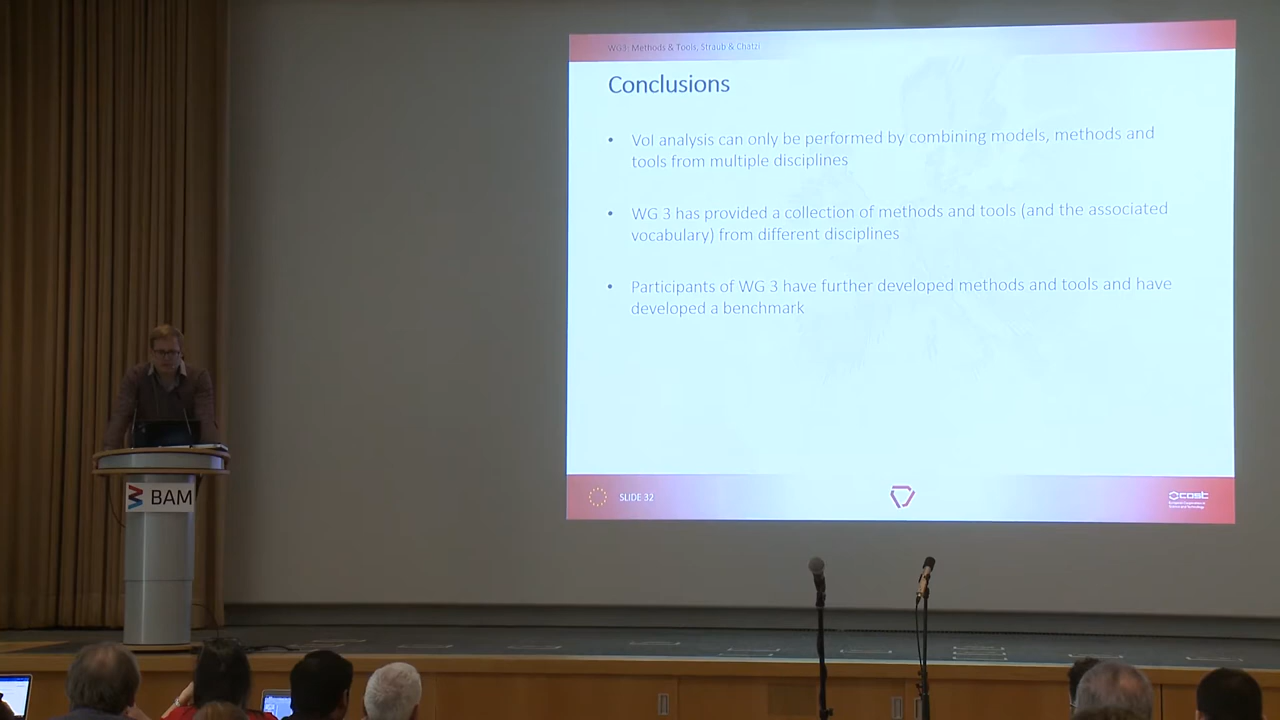 WG3: Methods & Tools, Straub & Chatzi
Conclusions
• VoI analysis can only be performed by combining models, methods and
tools from multiple disciplines
• WG 3 has provided a collection of methods and tools (and the associated
vocabulary) from different disciplines
• Participants of WG 3 have further developed methods and tools and have
developed a benchmark
SLIDE 32
cost
BAM